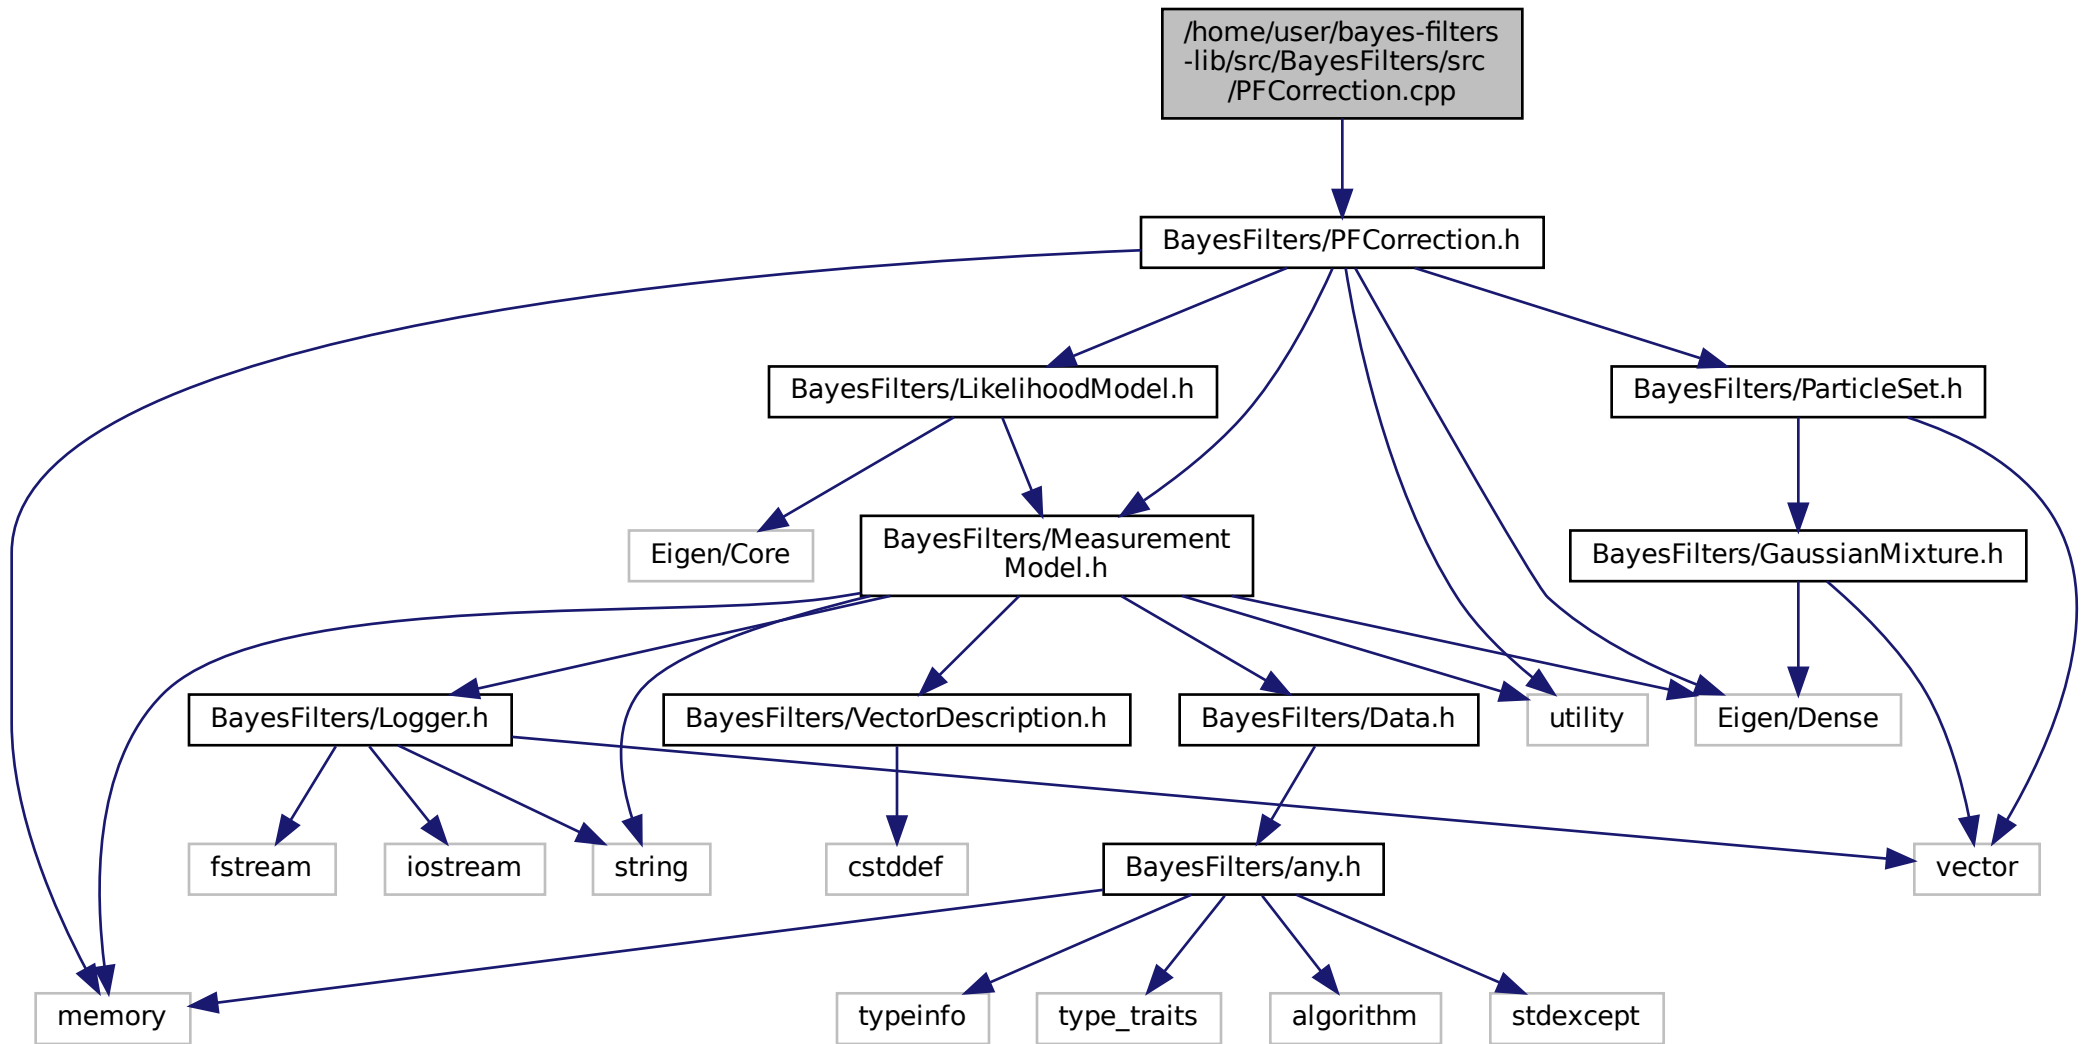 /home/user/bayes-filters
-lib/src/BayesFilters/src
/PFCorrection.cpp
BayesFilters/PFCorrection.h
BayesFilters/LikelihoodModel.h
BayesFilters/ParticleSet.h
Eigen/Core
BayesFilters/Measurement
Model.h
BayesFilters/GaussianMixture.h
BayesFilters/Logger.h
BayesFilters/VectorDescription.h
BayesFilters/Data.h
utility
Eigen/Dense
fstream
iostream
string
cstddef
BayesFilters/any.h
vector
memory
typeinfo
type_traits
algorithm
stdexcept